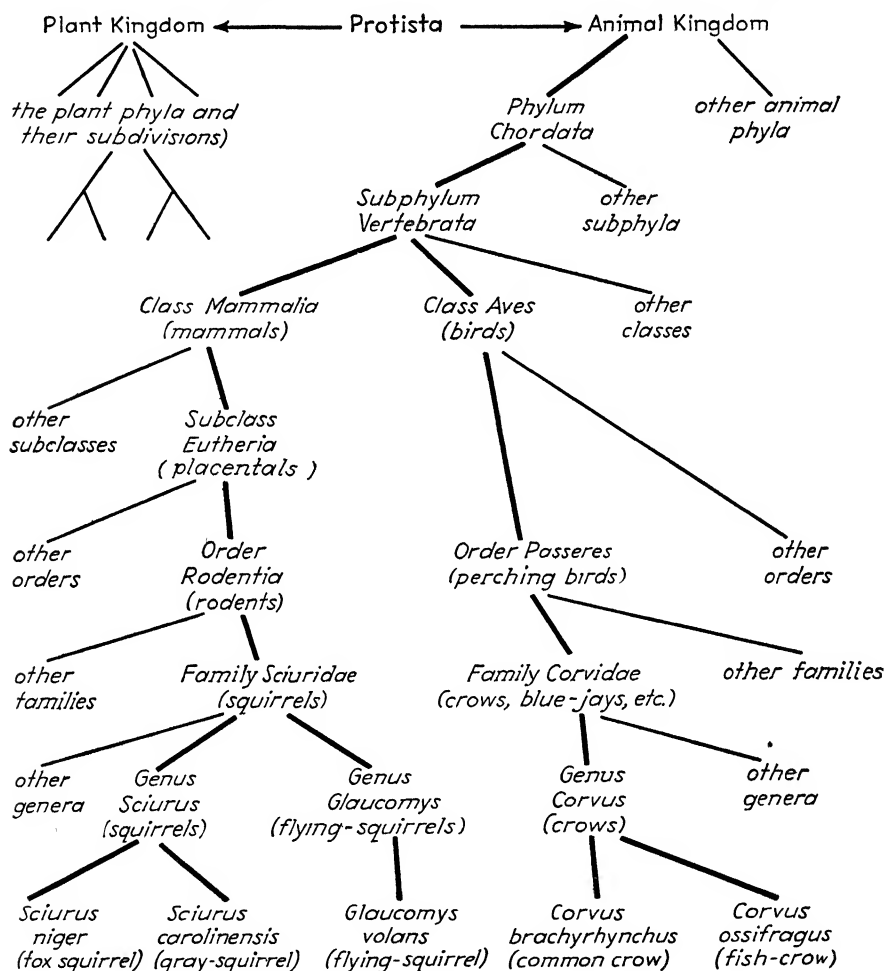 Plant Kingdom Protista Animal Kingdom
the plant phyla and
their subdivisions)
Phylum
Chordata
other animal
phyla
Subphylum
Vertebrata
other
subphyla
Class Mammalia
(mammals)
Class Aves
(birds)
other
classes
other
subclasses
Subclass
Eutheria
(placentals)
other
orders
Order
Rodentia
(rodents)
Order Passeres
(perching birds)
other
orders
other
families
Family Sciuridae
(squirrels)
Family Corvidae
(crows, blue-jays, etc.)
other families
other
genera
Genus
Sciurus
(squirrels)
Genus
Glaucomys
(flying-squirrels)
Genus
Corvus
(crows)
other
genera
Sciurus
niger
(fox squirrel)
Sciurus
carolinensis
(gray-squirrel)
Glaucomys
volans
(flying-squirrel)
Corvus
brachyrhynchus
(common crow)
Corvus
ossifragus
(fish-crow)